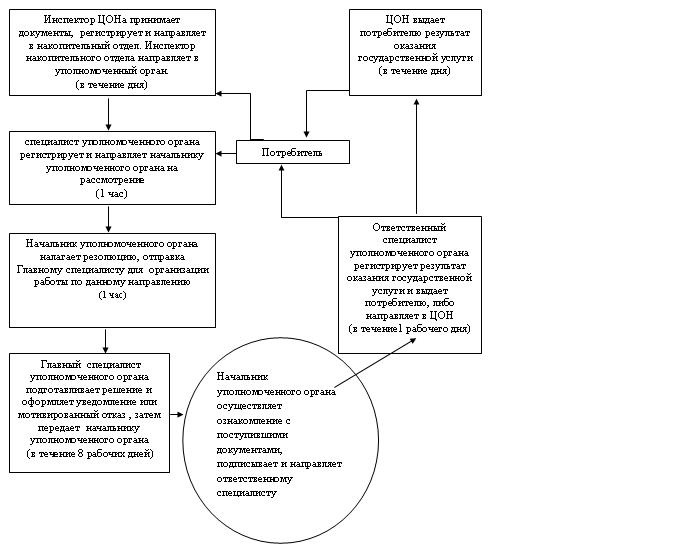 Инспектор ЦОНа принимает
документы, регистрирует и направляет
в накопительный отдел. Инспектор
накопительного отдела направляет в
уполномоченный орган.
(в течение дня)
ЦОН выдает
потребителю результат
оказания
государственной услуги
(в течение дня)
специалист уполномоченного органа
регистрирует и направляет начальнику
уполномоченного органа на
рассмотрение
(1 час)
Потребитель
Начальник уполномоченного органа
налагает резолюцию, отправка
Главному специалисту для организации
работы по данному направлению
(1 час)
Ответственный
специалист
уполномоченного органа
регистрирует результат
оказания государственной
услуги и выдает
потребителю, либо
направляет в ЦОН
(в течение1 рабочего дня)
Главный специалист
уполномоченного органа
подготавливает решение и
оформляет уведомление или
мотивированный отказ , затем
передает начальнику
уполномоченного органа
(в течение 8 рабочих дней)
Начальник
уполномоченного органа
осуществляет
ознакомление с
поступившими
документами,
подписывает и направляет
ответственному
специалисту